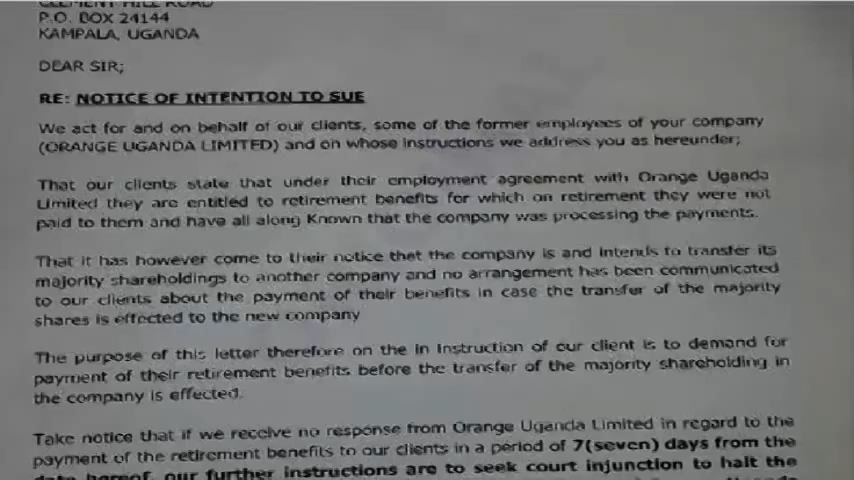 CLEMENT HILL ROAD
P.O. BOX 24144
KAMPALA, UGANDA
DEAR SIR;
RE: NOTICE OF INTENTION TO SUE
We act for and on behalf of our clients, some of the former employees of your company
(ORANGE UGANDA LIMITED) and on whose instructions we address you as hereunder;
That our clients state that under their employment agreement with Orange Uganda
Limited they are entitled to retirement benefits for which on retirement they were not
paid to them and have all along Known that the company was processing the payments.
That it has however come to their notice that the company is and intends to transfer its
majority shareholdings to another company and no arrangement has been communicated
to our clients about the payment of their benefits in case the transfer of the majority
shares is effected to the new company
The purpose of this letter therefore on the in Instruction of our client is to demand for
payment of their retirement benefits before the transfer of the majority shareholding in
the company is effected.
Take notice that if we receive no response from Orange Uganda Limited in regard to the
payment of the retirement benefits to our clients in a period of 7(seven) days from the
date hereof, our further instructions are to seek court injunction to halt the